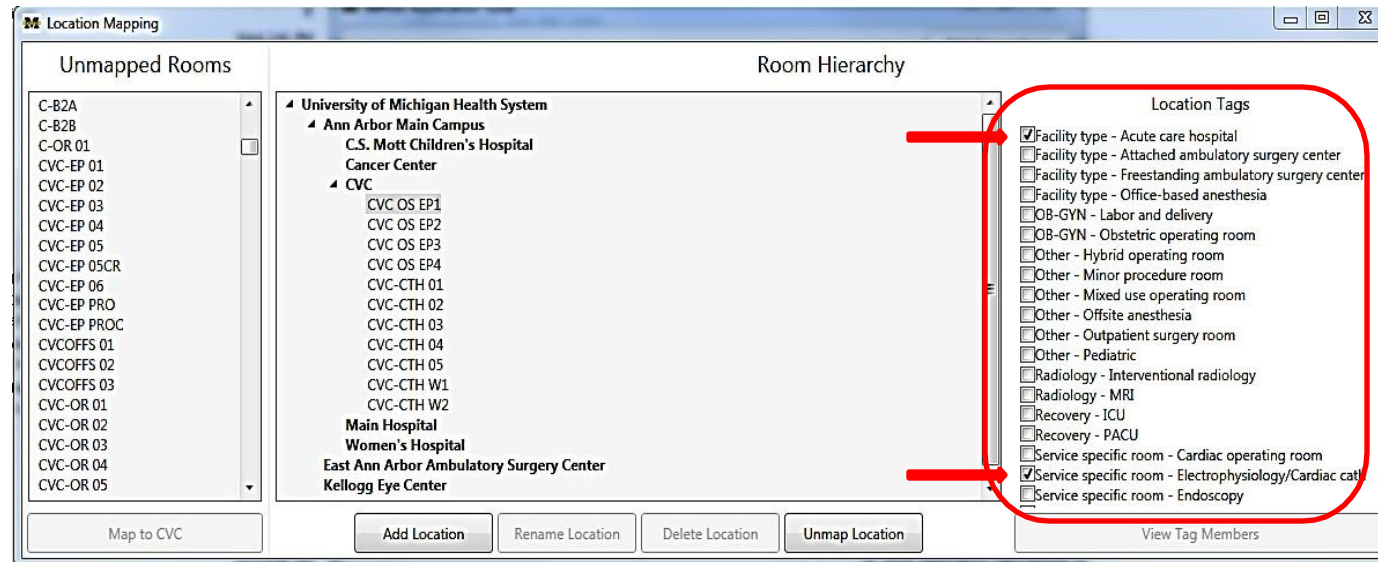 Location Mapping
Unmapped Rooms
C-B2A
C-B2B
C-OR 01
CVC-EP 01
CVC-EP 02
CVC-EP 03
CVC-EP 04
CVC-EP 05
CVC-EP 05CR
CVC-EP 06
CVC-EP PRO
CVC-EP PROC
CVCOFFS 01
CVCOFFS 02
CVCOFFS 03
CVC-OR 01
CVC-OR 02
CVC-OR 03
CVC-OR 04
CVC-OR 05
Map to CVC
Room Hierarchy
University of Michigan Health System
Ann Arbor Main Campus
C.S. Mott Children's Hospital
Cancer Center
CVC
CVC OS EP1
CVC OS EP2
CVC OS EP3
CVC OS EP4
CVC-CTH 01
CVC-CTH 02
CVC-CTH 03
CVC-CTH 04
CVC-CTH 05
CVC-CTH W1
CVC-CTH W2
Main Hospital
Women's Hospital
East Ann Arbor Ambulatory Surgery Center
Kellogg Eye Center
Add Location
Rename Location
Delete Location
Unmap Location
Location Tags
Facility type - Acute care hospital
Facility type - Attached ambulatory surgery center
Facility type - Freestanding ambulatory surgery center
Facility type - Office-based anesthesia
OB-GYN - Labor and delivery
OB-GYN - Obstetric operating room
Other - Hybrid operating room
Other - Minor procedure room
Other - Mixed use operating room
Other - Offsite anesthesia
Other - Outpatient surgery room
Other - Pediatric
Radiology - Interventional radiology
Radiology - MRI
Recovery - ICU
Recovery - PACU
Service specific room - Cardiac operating room
Service specific room - Electrophysiology/Cardiac cath
Service specific room - Endoscopy
View Tag Members